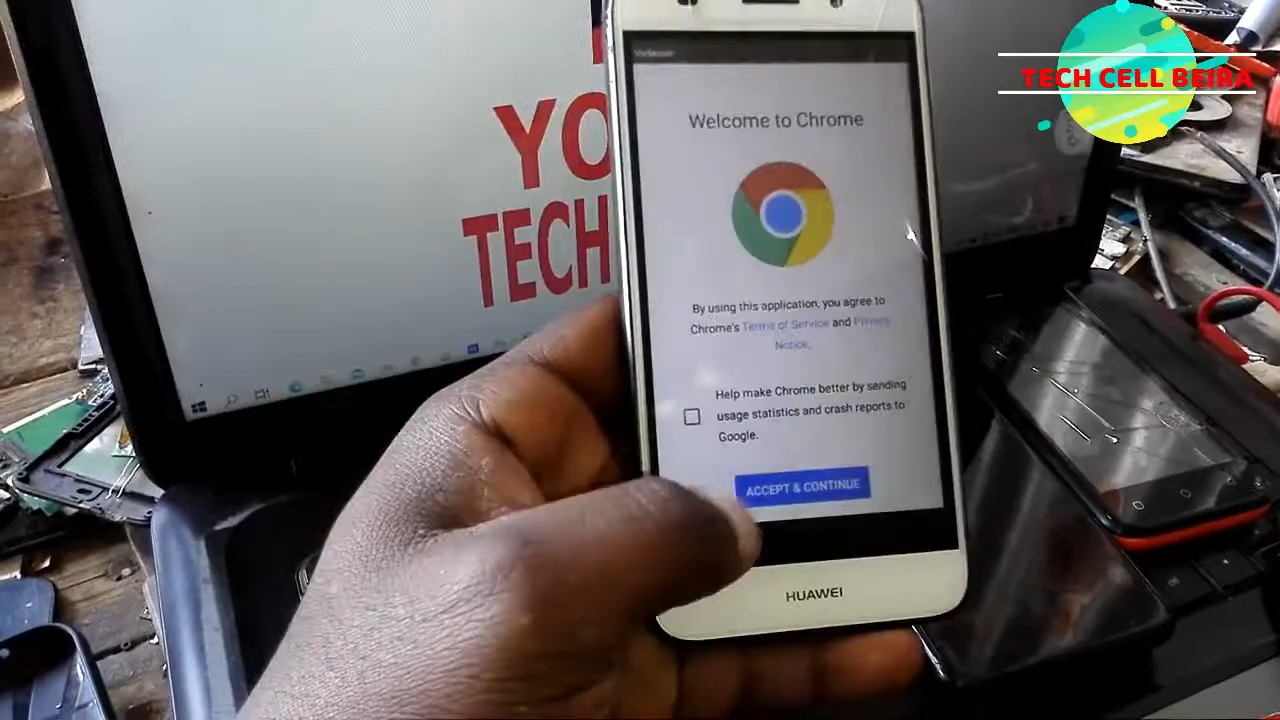 TECH CELL BEIRA
YO
TECH
Welcome to Chrome
By using this application, you agree to
Chrome's Terms of Service and Privacy
Notice.
Help make Chrome better by sending
usage statistics and crash reports to
Google.
ACCEPT & CONTINUE
HUAWEI